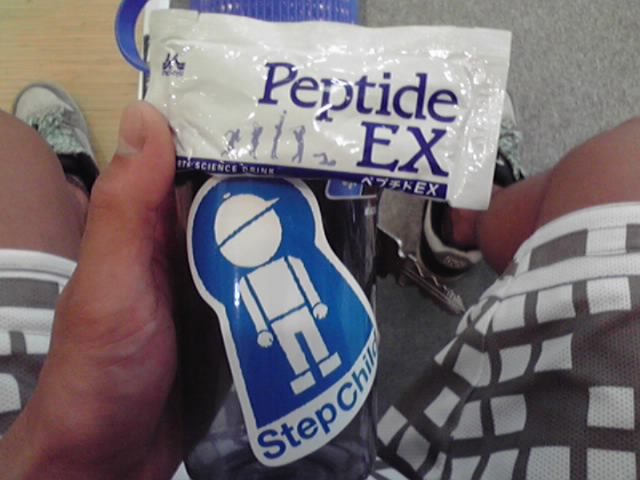 Peptide
EX
SCIENCE DRINK
ペプチドEX
StepChild